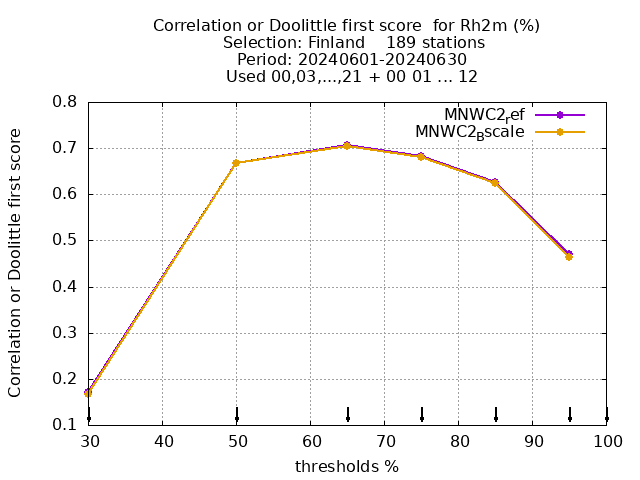 Correlation or Doolittle first score  for Rh2m (%)
Selection: Finland    189 stations
Period: 20240601-20240630
Used 00,03,...,21 + 00 01 ... 12
MNWC2ref
MNWC2Bscale
Correlation or Doolittle first score
0.8
0.7
0.6
0.5
0.4
0.3
0.2
0.1
30 40 50 60 70 80 90 100
thresholds %